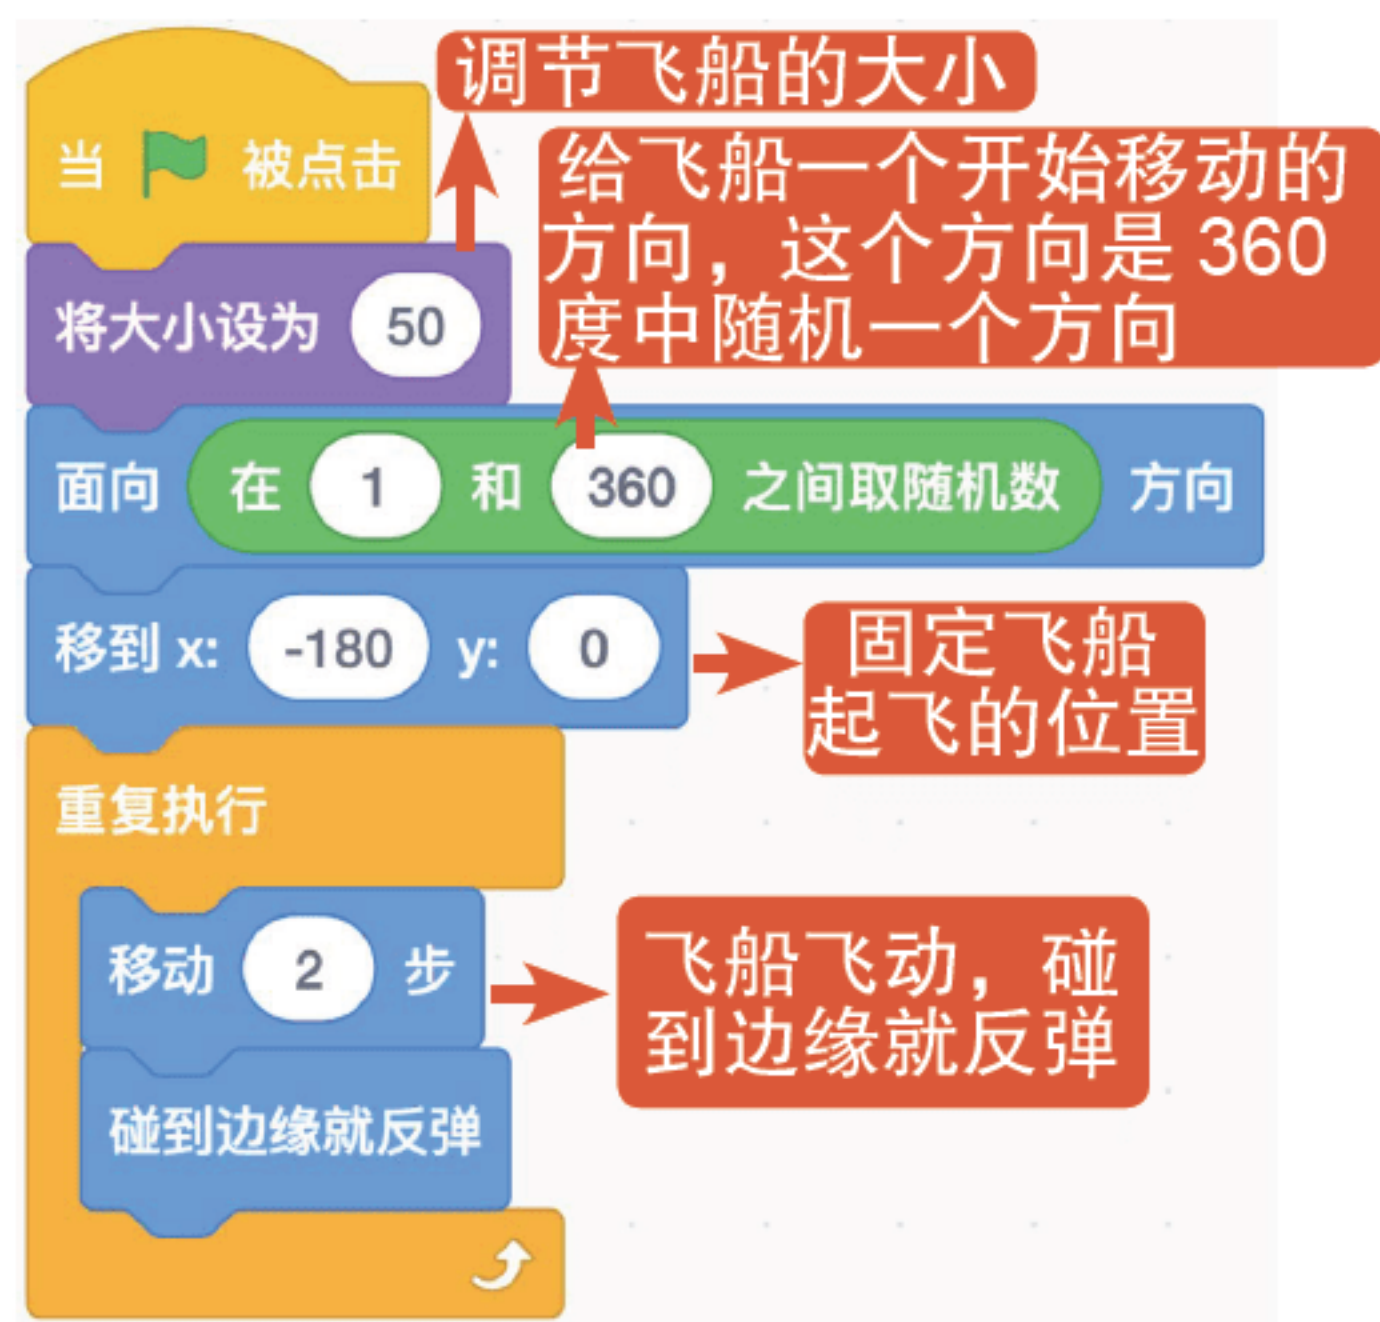 调节飞船的大小
当 被点击
给飞船一个开始移动的
方向，这个方向是 360
度中随机一个方向
将大小设为 50
面向 在 1 和 360 之间取随机数 方向
移到 x: -180 y: 0
固定飞船
起飞的位置
重复执行
移动 2 步
飞船飞动，碰
到边缘就反弹
碰到边缘就反弹